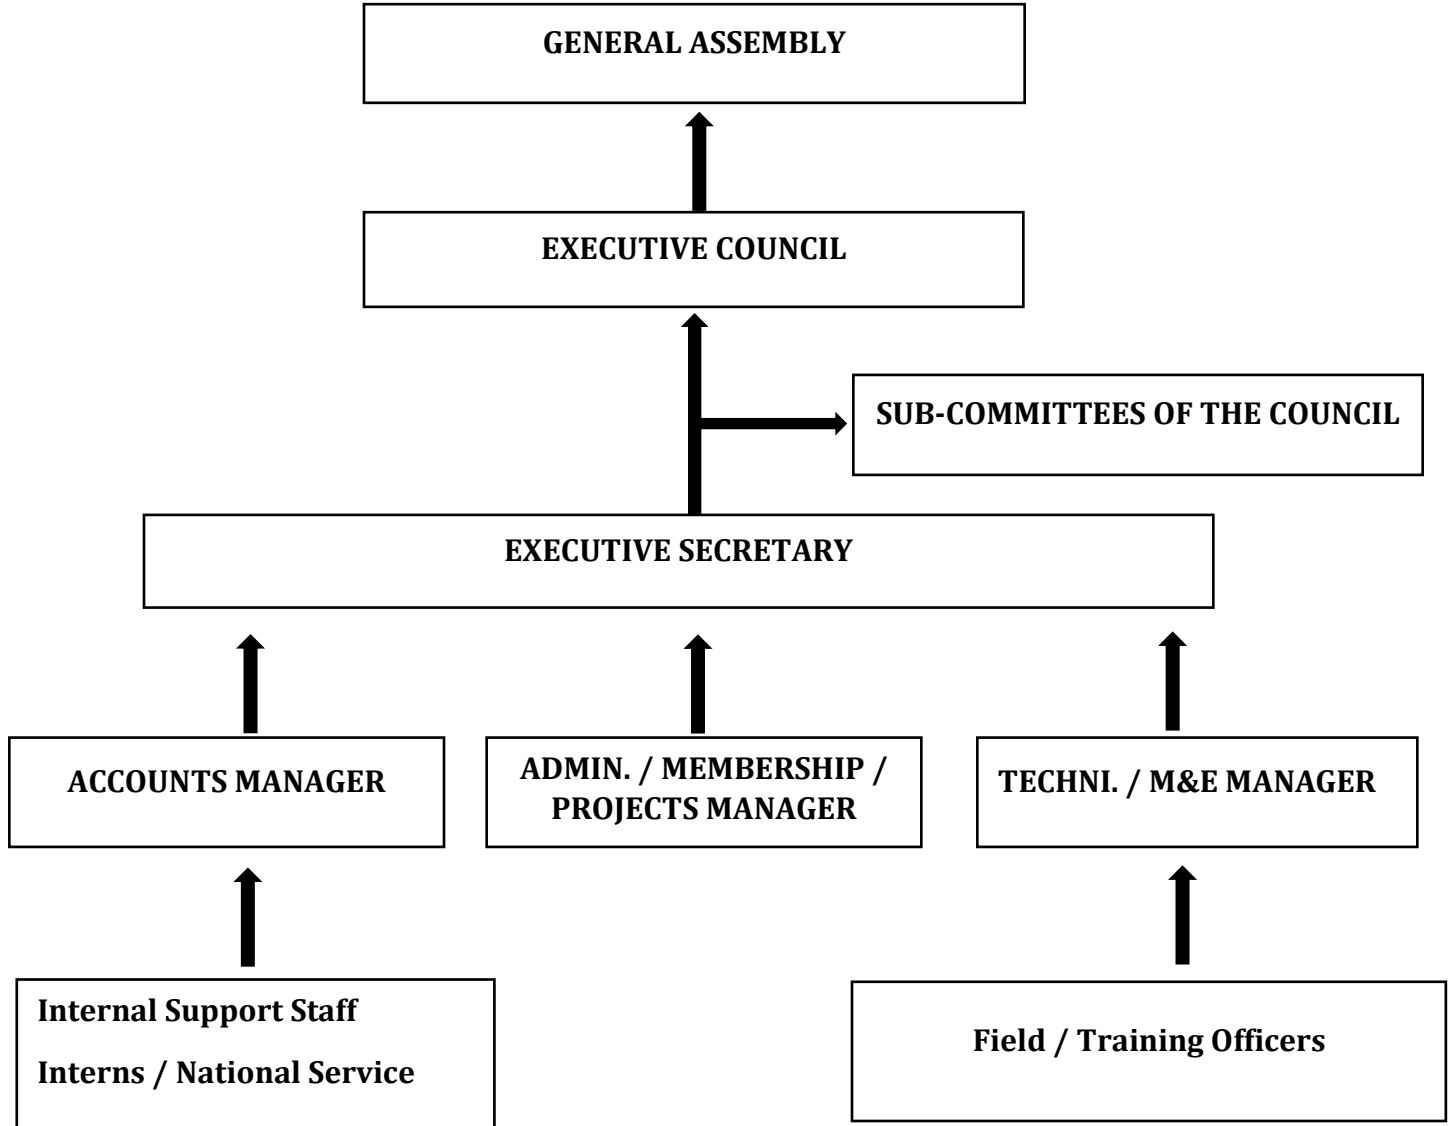 GENERAL ASSEMBLY
EXECUTIVE COUNCIL
SUB-COMMITTEES OF THE COUNCIL
EXECUTIVE SECRETARY
ACCOUNTS MANAGER
ADMIN. / MEMBERSHIP /
PROJECTS MANAGER
TECHNI. / M&E MANAGER
Internal Support Staff
Interns / National Service
Field / Training Officers